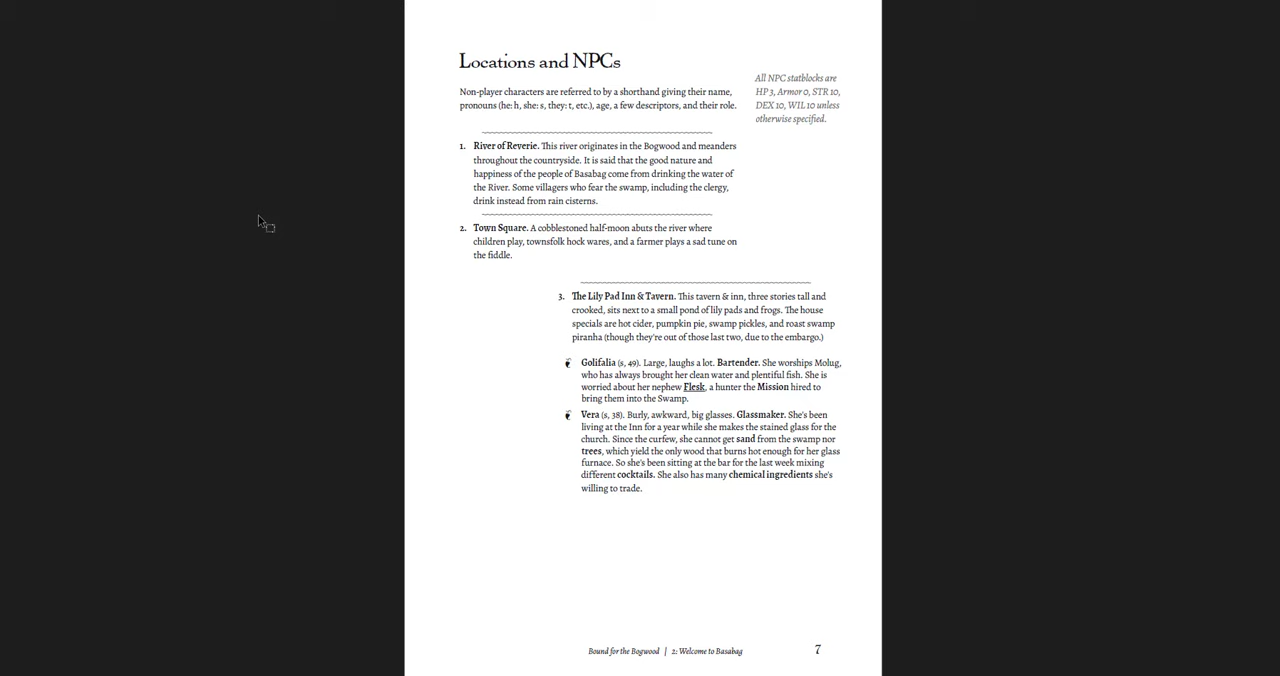 Locations and NPCs
All NPC statblocks are
HP 3, Armor 0, STR 10,
DEX 10, WIL 10 unless
otherwise specified.
Non-player characters are referred to by a shorthand giving their name,
pronouns (he: h, she: s, they: t, etc.), age, a few descriptors, and their role.
1. River of Reverie. This river originates in the Bogwood and meanders
throughout the countryside. It is said that the good nature and
happiness of the people of Basabag come from drinking the water of
the River. Some villagers who fear the swamp, including the clergy,
drink instead from rain cisterns.
2. Town Square. A cobblestoned half-moon abuts the river where
children play, townsfolk hock wares, and a farmer plays a sad tune on
the fiddle.
3. The Lily Pad Inn & Tavern. This tavern & inn, three stories tall and
crooked, sits next to a small pond of lily pads and frogs. The house
specials are hot cider, pumpkin pie, swamp pickles, and roast swamp
piranha (though they're out of those last two, due to the embargo.)
Golifalia (s, 49). Large, laughs a lot. Bartender. She worships Molug,
who has always brought her clean water and plentiful fish. She is
worried about her nephew Flesk, a hunter the Mission hired to
bring them into the Swamp.
Vera (s, 38). Burly, awkward, big glasses. Glassmaker. She's been
living at the Inn for a year while she makes the stained glass for the
church. Since the curfew, she cannot get sand from the swamp nor
trees, which yield the only wood that burns hot enough for her glass
furnace. So she's been sitting at the bar for the last week mixing
different cocktails. She also has many chemical ingredients she's
willing to trade.
Bound for the Bogwood | 2: Welcome to Basabag 7